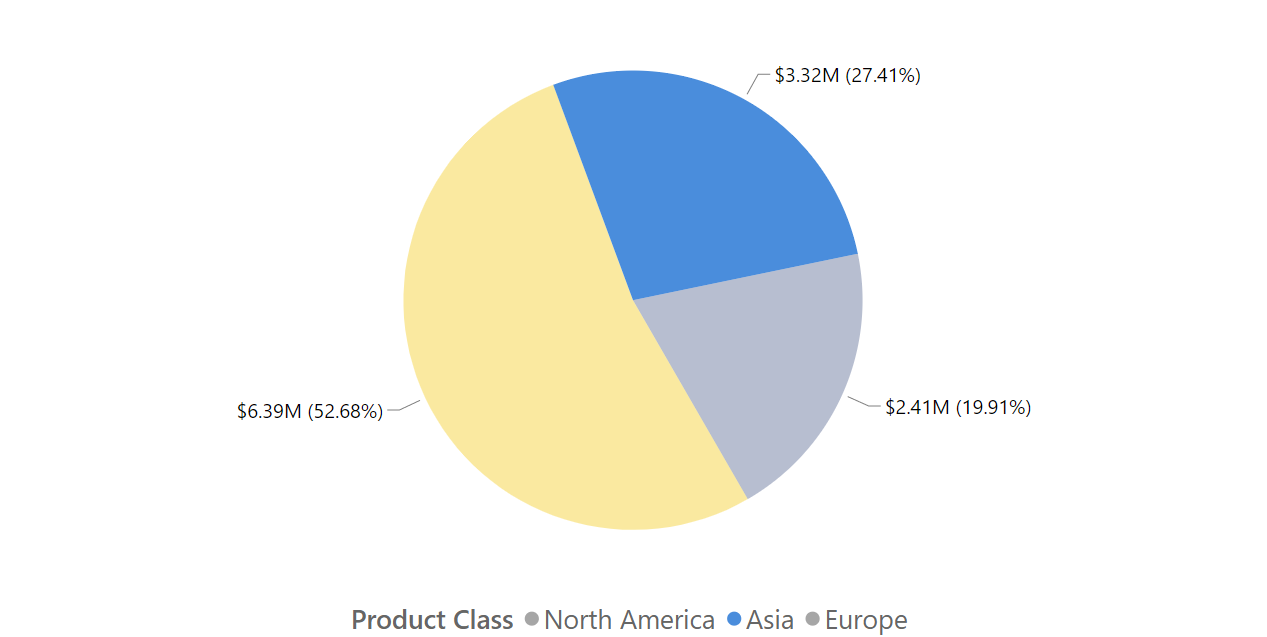 $3.32M (27.41%)
$2.41M (19.91%)
$6.39M (52.68%)
Product Class North America Asia Europe